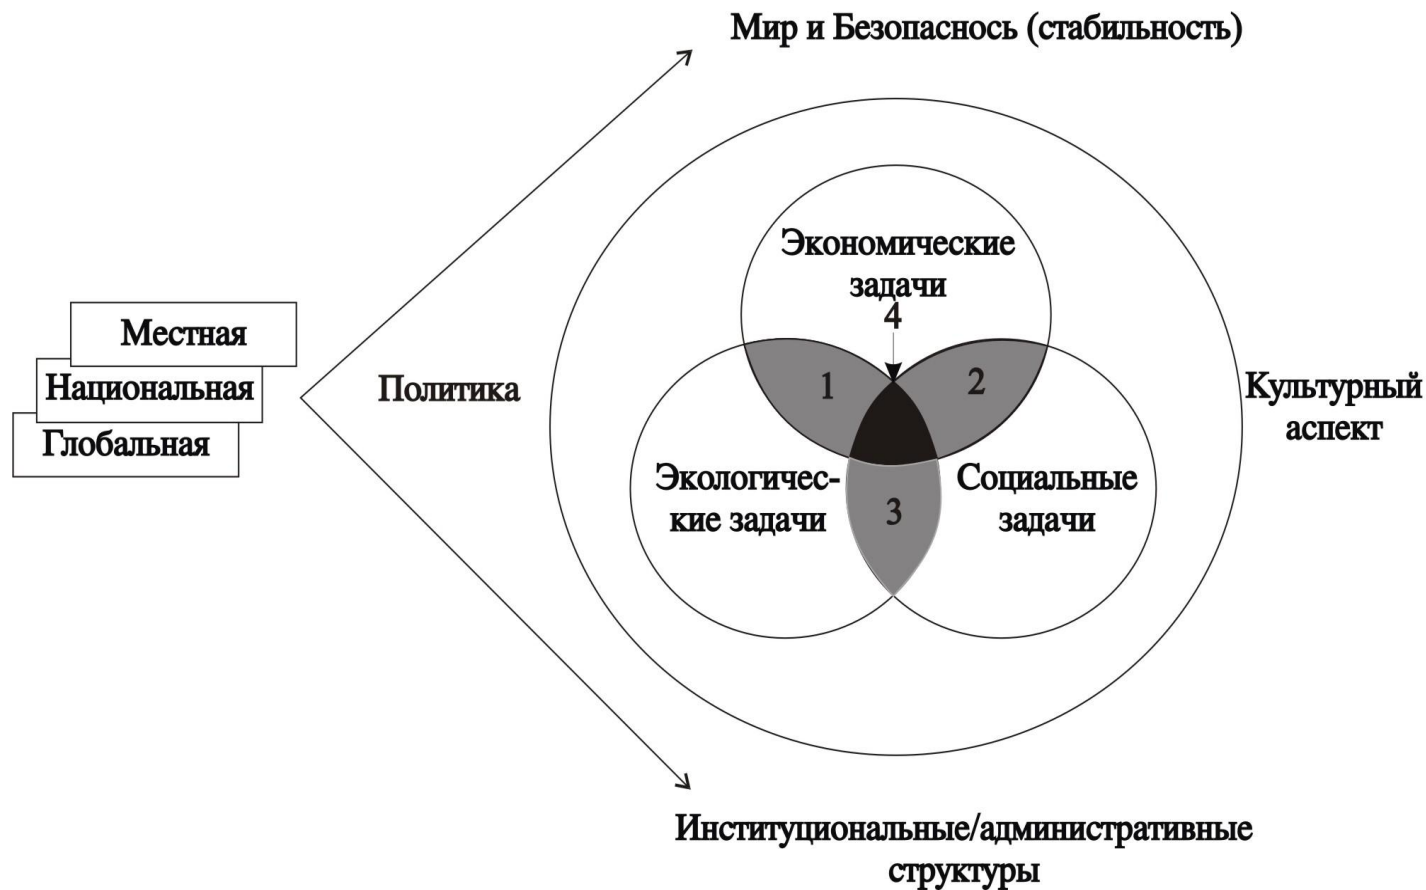 Мир и Безопаснось (стабильность)
Экономические
задачи
4
Местная
Национальная
Глобальная
Политика
1
2
Культурный
аспект
Экологичес-
кие задачи
Социальные
задачи
3
Институциональные/административные
структуры